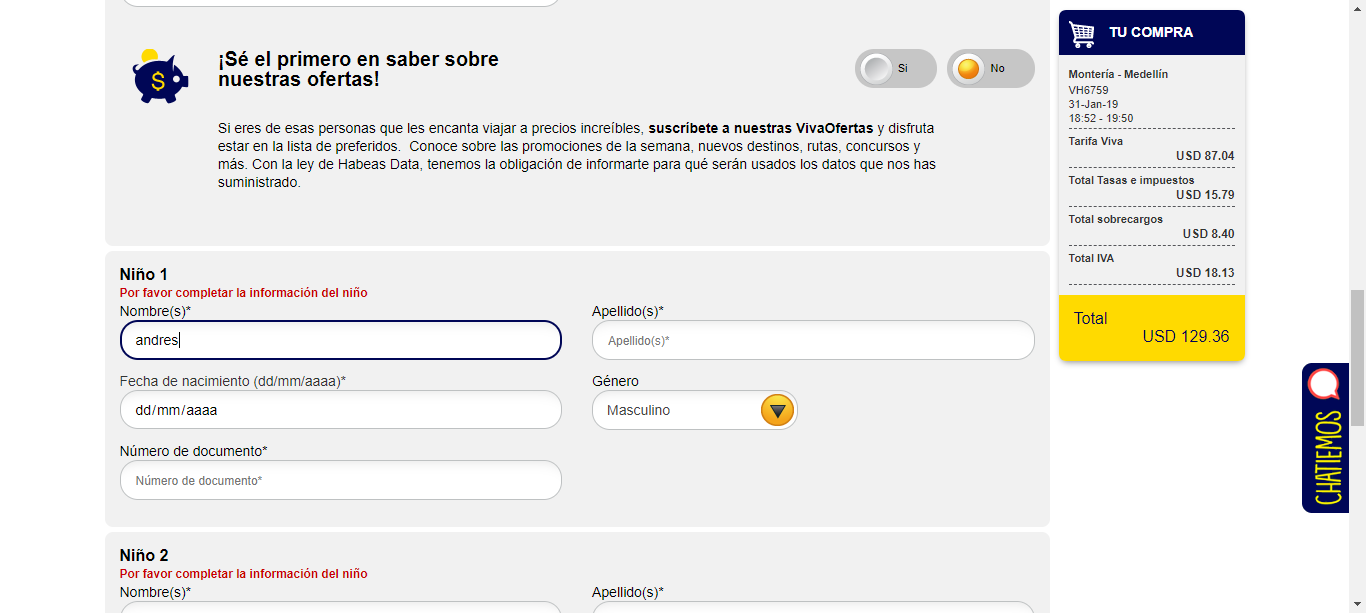 ¡Sé el primero en saber sobre
nuestras ofertas!
Si
No
Si eres de esas personas que les encanta viajar a precios increíbles, suscríbete a nuestras VivaOfertas y disfruta
estar en la lista de preferidos. Conoce sobre las promociones de la semana, nuevos destinos, rutas, concursos y
más. Con la ley de Habeas Data, tenemos la obligación de informarte para qué serán usados los datos que nos has
suministrado.
Niño 1
Por favor completar la información del niño
Nombre(s)*
Apellido(s)*
andres
Apellido(s)*
Fecha de nacimiento (dd/mm/aaaa)*
Género
dd/mm/aaaa
Masculino
Número de documento*
Número de documento*
Niño 2
Por favor completar la información del niño
Nombre(s)*
Apellido(s)*
TU COMPRA
Montería - Medellín
VH6759
31-Jan-19
18:52 - 19:50
Tarifa Viva
USD 87.04
Total Tasas e impuestos
USD 15.79
Total sobrecargos
USD 8.40
Total IVA
USD 18.13
Total
USD 129.36
CHATIEMOS